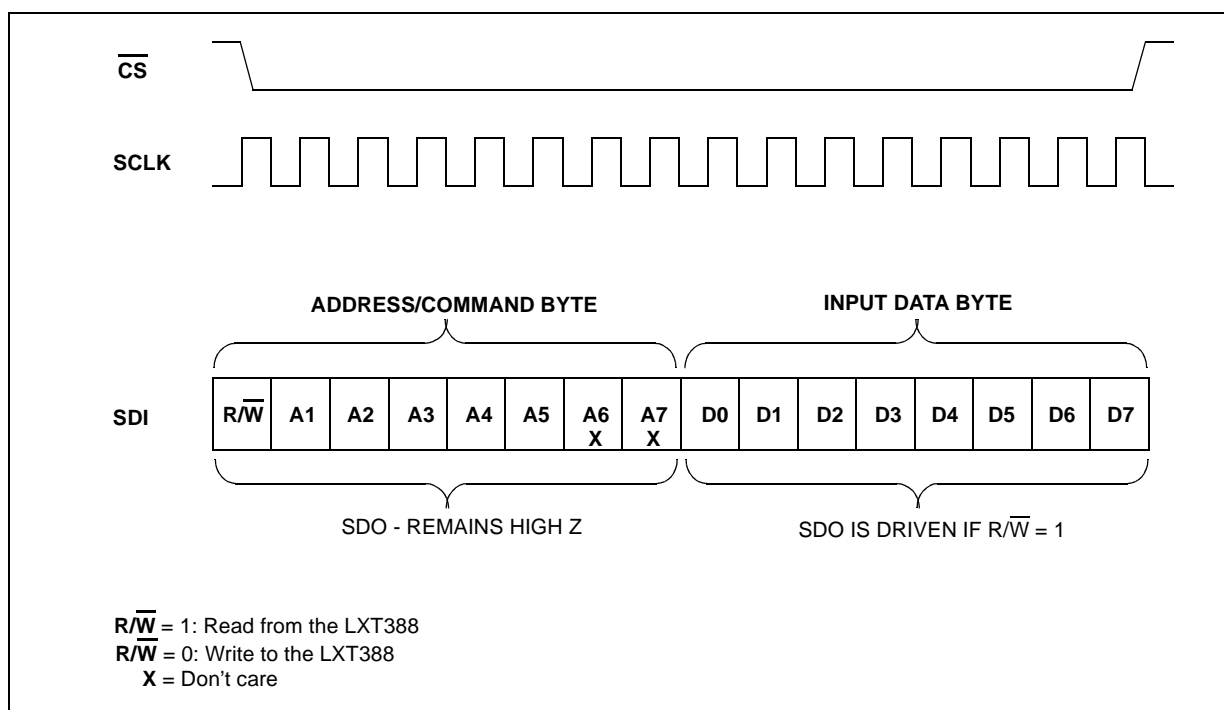 CS
SCLK
ADDRESS/COMMAND BYTE
INPUT DATA BYTE
SDI
R/W A1 A2 A3 A4 A5 A6 A7 D0 D1 D2 D3 D4 D5 D6 D7
X X
SDO - REMAINS HIGH Z
SDO IS DRIVEN IF R/W = 1
R/W = 1: Read from the LXT388
R/W = 0: Write to the LXT388
X = Don't care